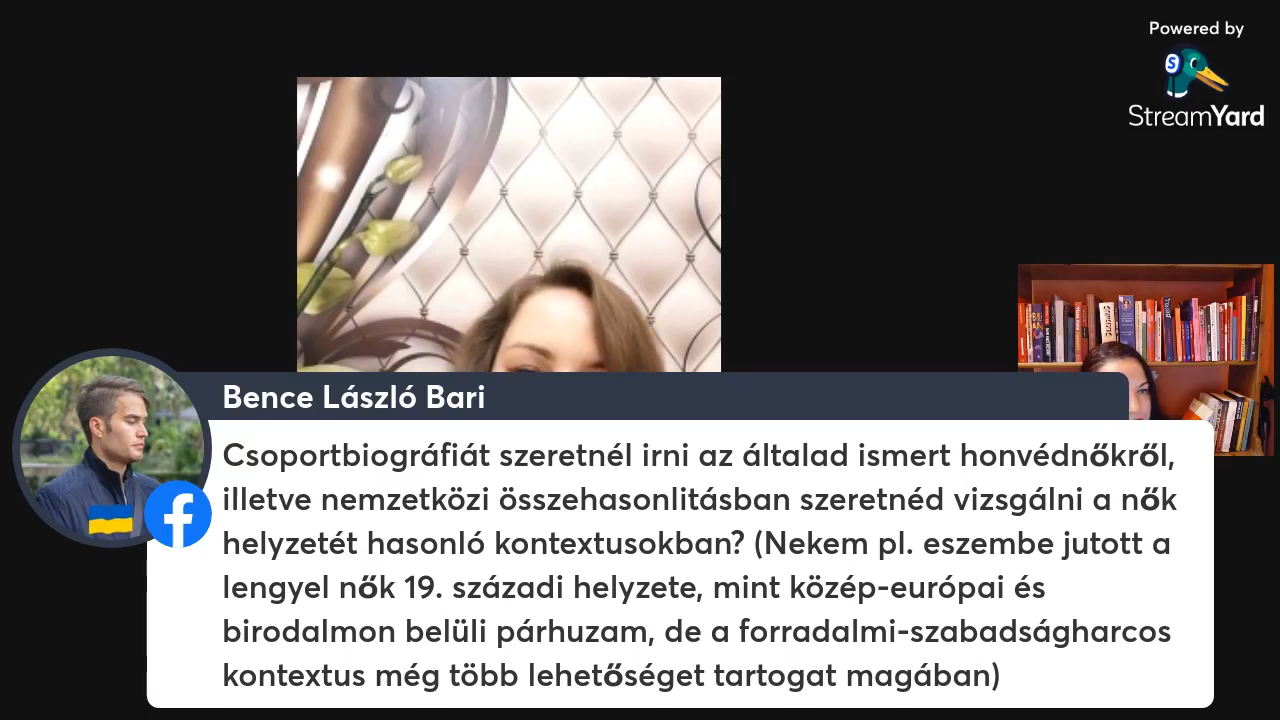 Powered by
StreamYard
Bence László Bari
Csoportbiográfiát szeretnél irni az általad ismert honvédnőkről,
illetve nemzetközi összehasonlitásban szeretnéd vizsgálni a nők
helyzetét hasonló kontextusokban? (Nekem pl. eszembe jutott a
lengyel nők 19. századi helyzete, mint közép-európai és
birodalmon belüli párhuzam, de a forradalmi-szabadságharcos
kontextus még több lehetőséget tartogat magában)